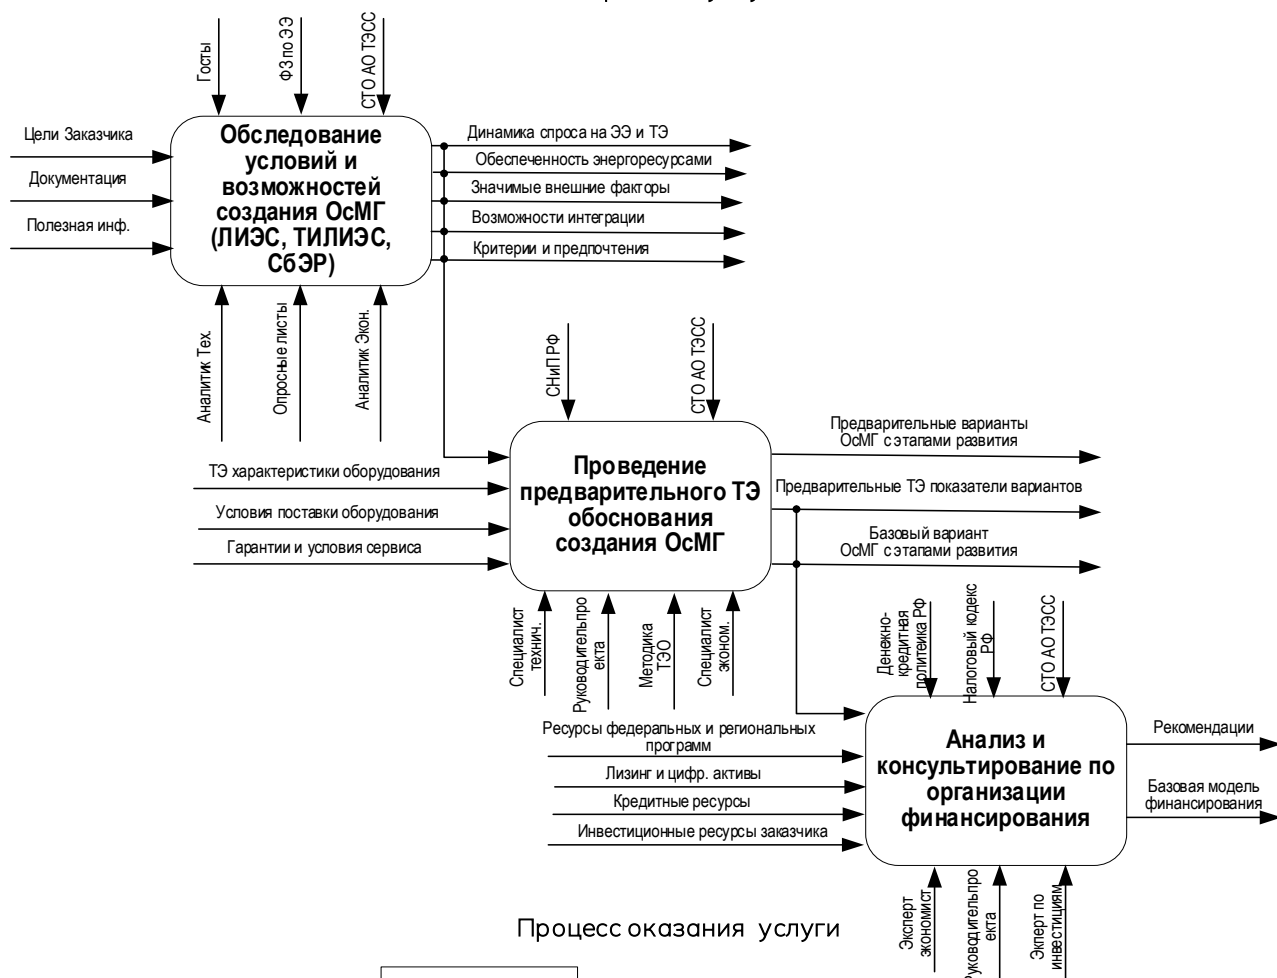 Госты
ФЗ по ЭЭ
СТО АО ТЭСС
Цели Заказчика
Документация
Полезная инф.
Обследование
условий и
возможностей
создания ОсМГ
(ЛИЭС, ТИЛИЭС,
СбЭР)
Динамика спроса на ЭЭ и ТЭ
Обеспеченность энергоресурсами
Значимые внешние факторы
Возможности интеграции
Критерии и предпочтения
Аналитик Тех.
Опросные листы
Аналитик Экон.
СНиП РФ
СТО АО ТЭСС
ТЭ характеристики оборудования
Условия поставки оборудования
Гарантии и условия сервиса
Проведение
предварительного ТЭ
обоснования
создания ОсМГ
Предварительные варианты
ОсМГ с этапами развития
Предварительные ТЭ показатели вариантов
Базовый вариант
ОсМГ с этапами развития
Специалист
технич.
Руководительпро
екта
Методика
ТЭО
Специалист
эконом.
Денежно-
кредитная
политеика РФ
Налоговый кодекс
РФ
СТО АО ТЭСС
Ресурсы федеральных и региональных
программ
Лизинг и цифр. активы
Кредитные ресурсы
Инвестиционные ресурсы заказчика
Анализ и
консультирование по
организации
финансирования
Рекомендации
Базовая модель
финансирования
Эксперт
экономист
Руководительпро
екта
Экперт по
инвестициям
Процесс оказания услуги